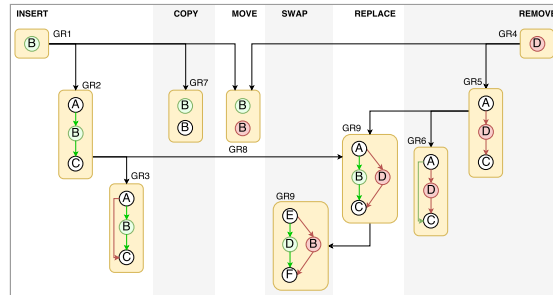 INSERT COPY MOVE SWAP REPLACE REMOVE
GR1 GR4
B D
GR2 GR7 GR5
A B B A
B B B D
C C
GR8 GR9 GR6
A A
B D D
C C
GR3 GR9
A E
B D B
C F